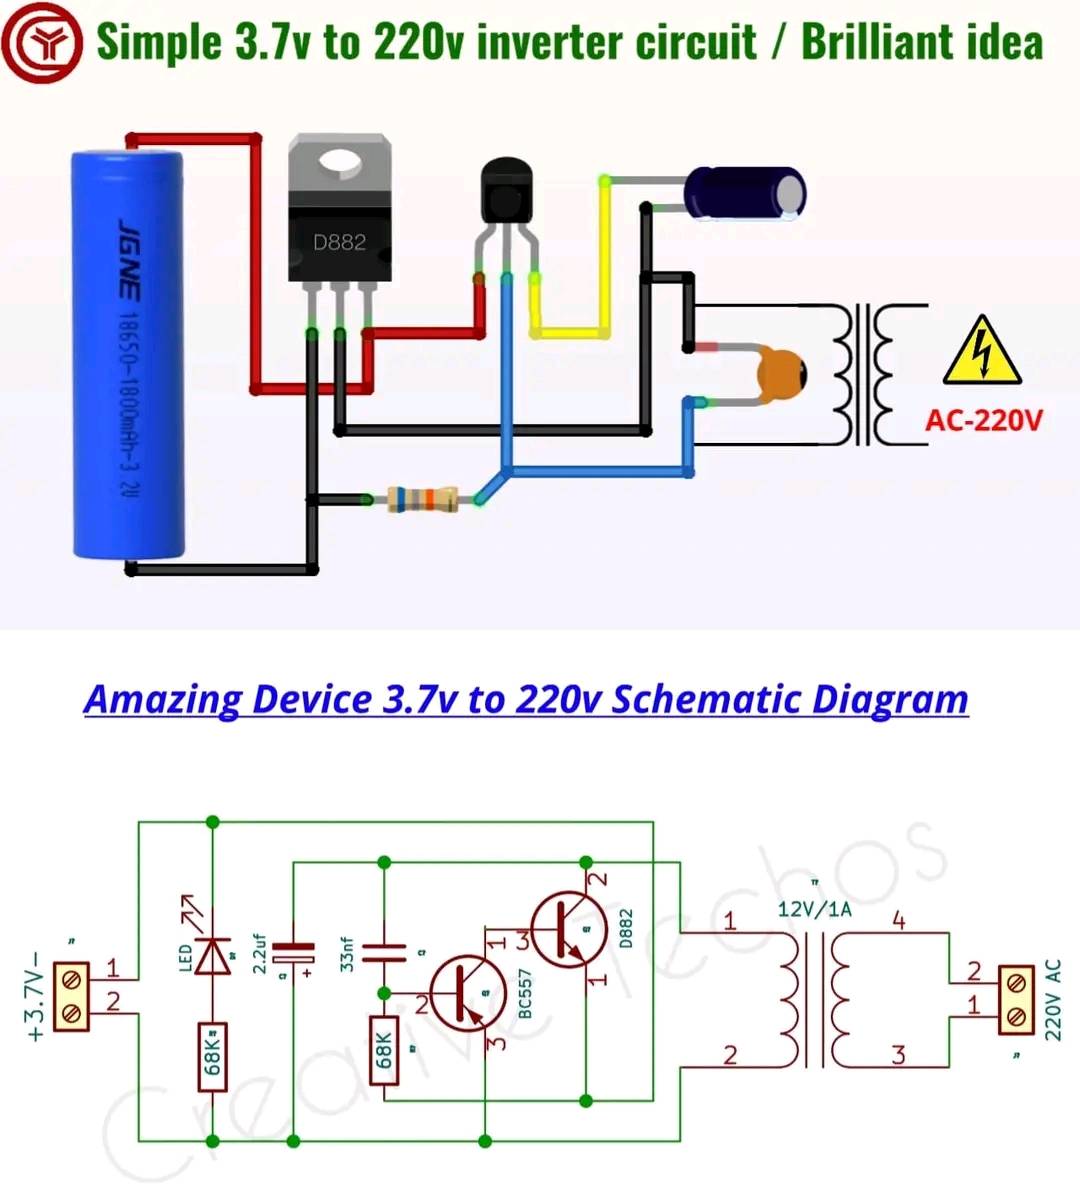 Simple 3.7v to 220v inverter circuit / Brilliant idea
JGNE 18650-1800mAh-3.2V
D882
AC-220V
Amazing Device 3.7v to 220v Schematic Diagram
Creative Techos
+3.7V-
1
2
LED
68K
2.2uf
+
33nf
68K
2
1
3
BC557
3
2
1
D882
12V/1A
1
2
4
3
2
1
220V AC